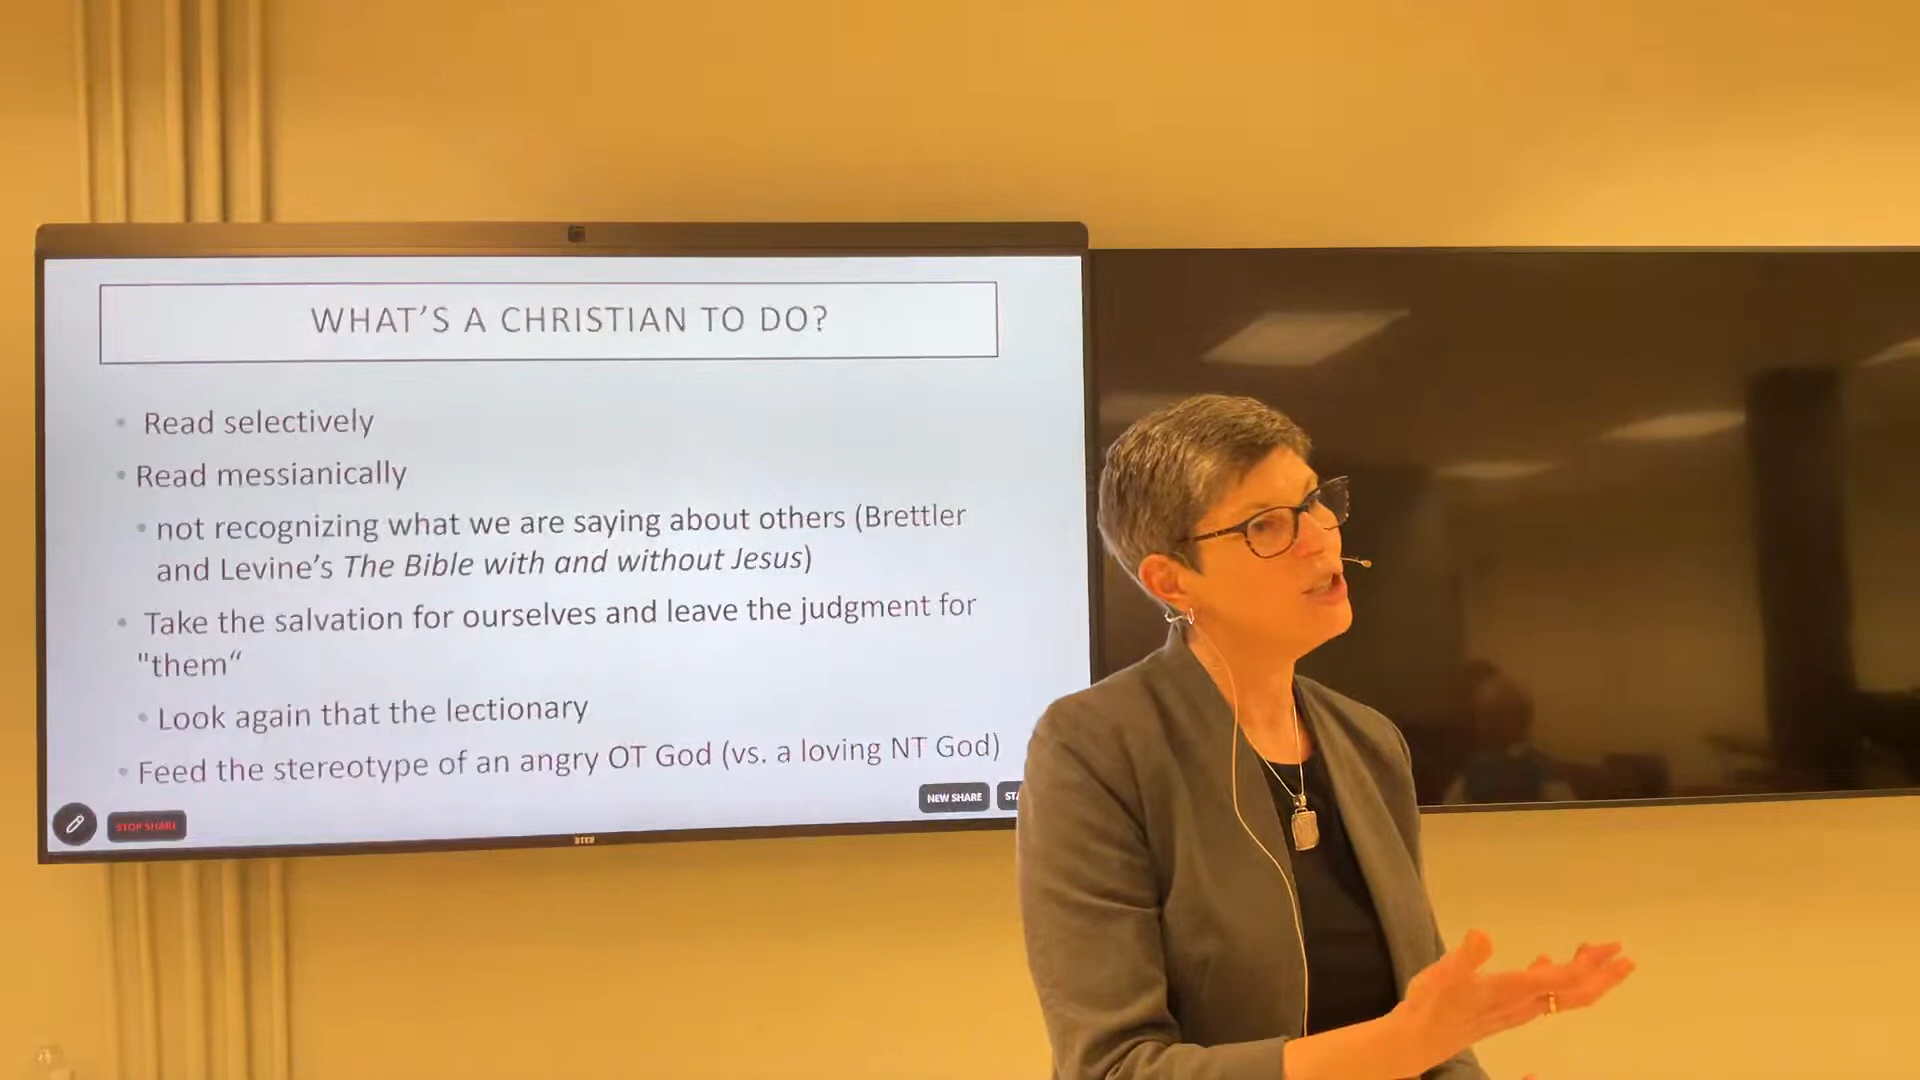 WHAT'S A CHRISTIAN TO DO?
• Read selectively
• Read messianically
• not recognizing what we are saying about others (Brettler
and Levine's The Bible with and without Jesus)
• Take the salvation for ourselves and leave the judgment for
"them“
• Look again that the lectionary
• Feed the stereotype of an angry OT God (vs. a loving NT God)
NEW SHARE
STOP SHARE